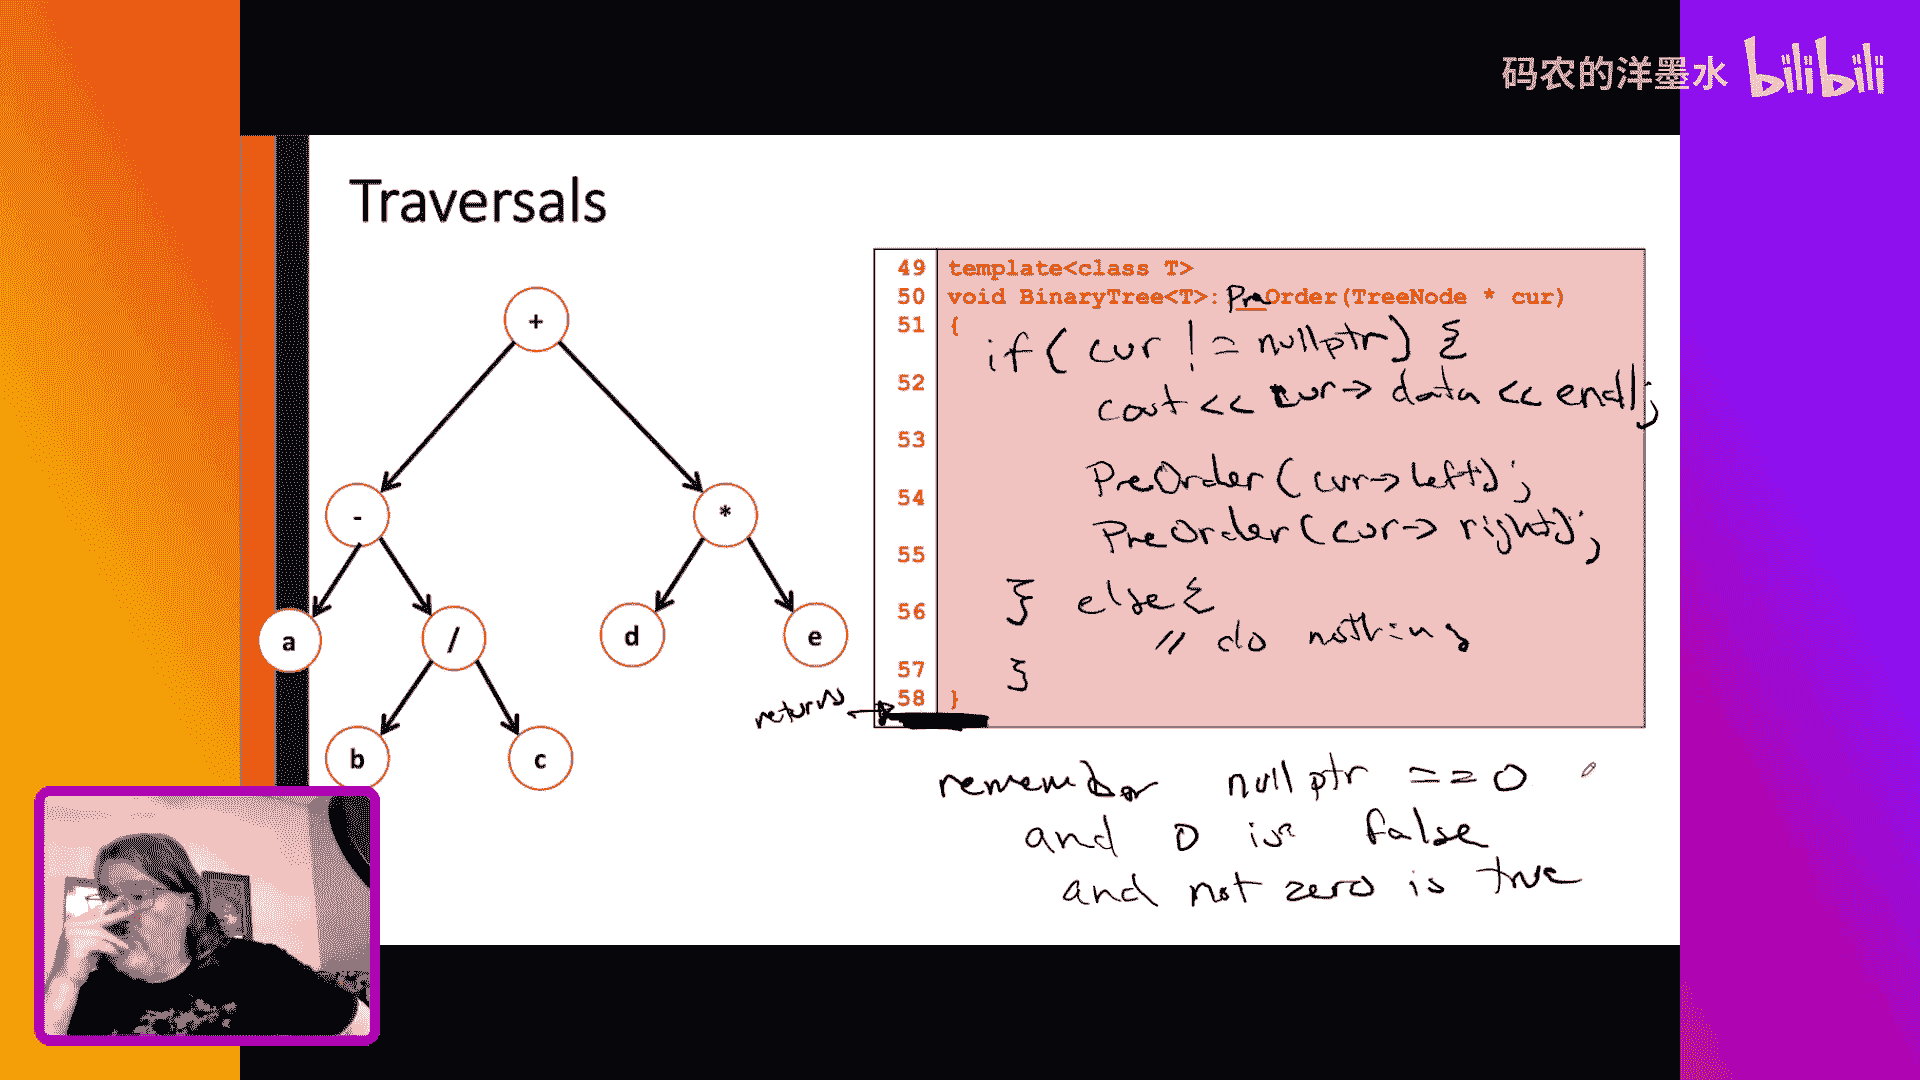 码农的洋墨水 bilibili
Traversals
+
- *
a / d e
b c
49 template<class T>
50 void BinaryTree<T>::PreOrder(TreeNode * cur)
51 {
if( cur != nullptr) {
52
cout << cur-> data << endl;
53
PreOrder( cur->left);
54
PreOrder(cur-> right);
55
} else {
56
// do nothing
57 }
58 }
returns
remember nullptr == 0
and 0 is false
and not zero is true